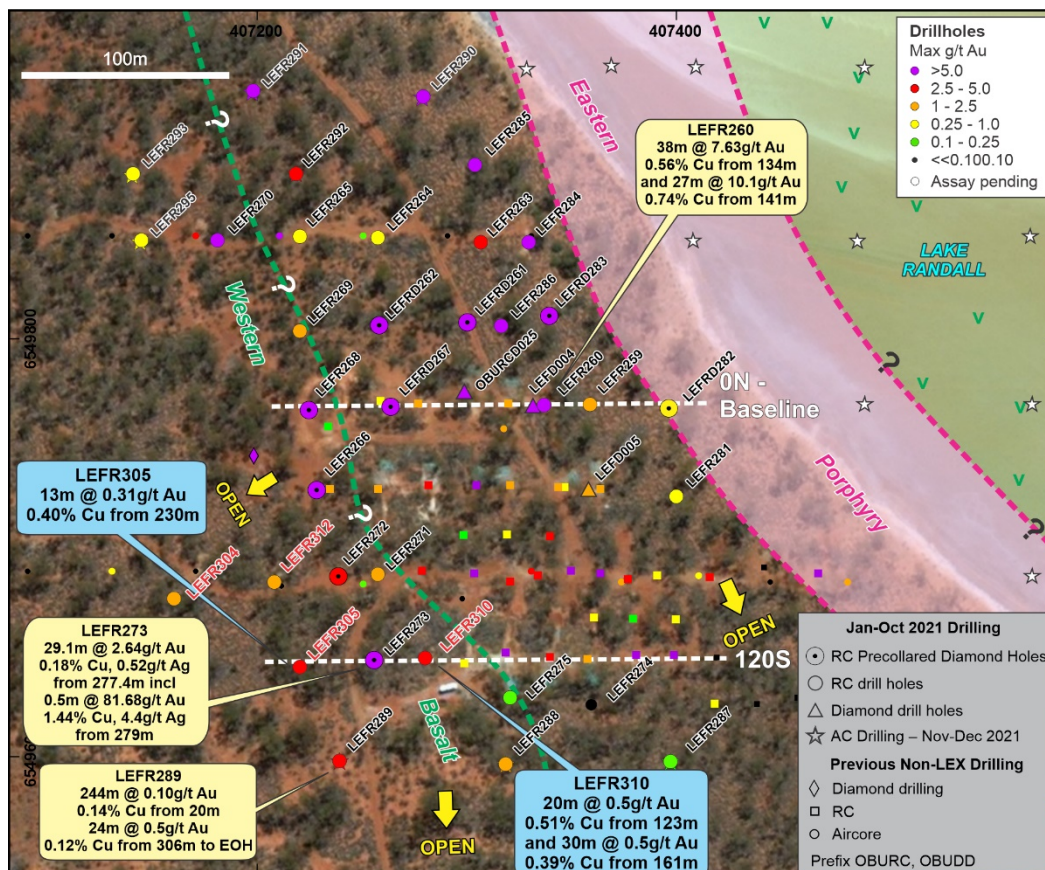 407200
407400
100m
Drillholes
Max g/t Au
>5.0
2.5 - 5.0
1 - 2.5
0.25 - 1.0
0.1 - 0.25
<<0.100.10
Assay pending
LEFR291
LEFR290
?
Eastern
LEFR293
LEFR292
LEFR285
LEFR260
38m @ 7.63g/t Au
0.56% Cu from 134m
and 27m @ 10.1g/t Au
0.74% Cu from 141m
LEFR295
LEFR270
LEFR265
LEFR264
LEFR263
LEFR284
LAKE
RANDALL
?
Western
6549800
LEFR269
LEFRD262
LEFRD261
LEFR286
LEFRD283
LEFR268
LEFRD267
OBURCD025
LEFD004
LEFR260
LEFR259
LEFRD282
0N -
Baseline
?
LEFR266
LEFD005
LEFR281
Porphyry
OPEN
LEFR305
13m @ 0.31g/t Au
0.40% Cu from 230m
?
?
LEFR304
LEFR312
LEFR272
LEFR271
OPEN
LEFR273
29.1m @ 2.64g/t Au
0.18% Cu, 0.52g/t Ag
from 277.4m incl
0.5m @ 81.68g/t Au
1.44% Cu, 4.4g/t Ag
from 279m
LEFR305
LEFR273
LEFR310
120S
LEFR275
LEFR274
Basalt
LEFR289
LEFR288
LEFR287
LEFR289
244m @ 0.10g/t Au
0.14% Cu from 20m
24m @ 0.5g/t Au
0.12% Cu from 306m to EOH
OPEN
LEFR310
20m @ 0.5g/t Au
0.51% Cu from 123m
and 30m @ 0.5g/t Au
0.39% Cu from 161m
Jan-Oct 2021 Drilling
RC Precollared Diamond Holes
RC drill holes
Diamond drill holes
AC Drilling – Nov-Dec 2021
Previous Non-LEX Drilling
Diamond drilling
RC
Aircore
Prefix OBURC, OBUDD